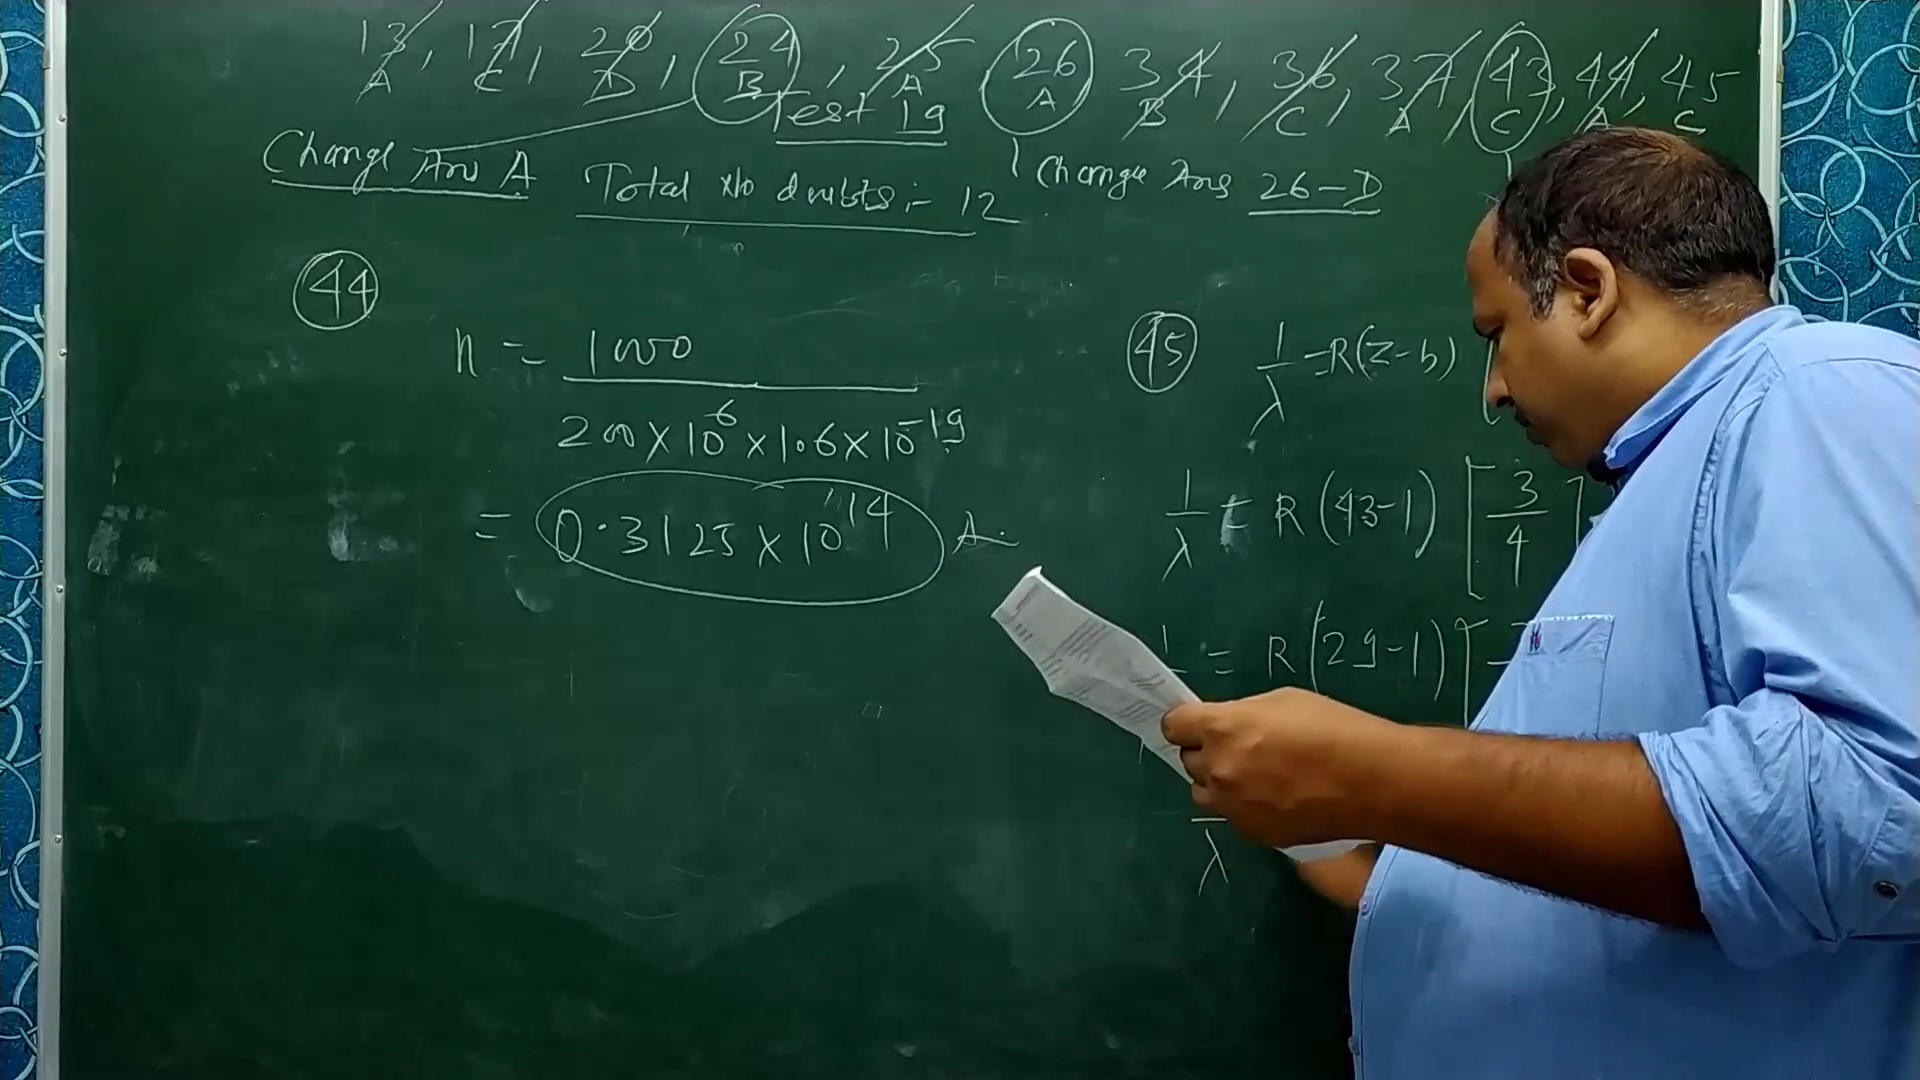 13, 17, 20, 24, 25 26 34, 36, 37, 43, 44, 45
A C D B A A B C A C A C
Test 19
Change Ans A
Change Ans 26-D
Total No doubts:- 12
44
n = 1000
200×10^6×1.6×10^-19
= 0.3125×10^14 A.
45
1/λ = R(Z-b) [
1/λ = R(43-1) [3/4]
1 = R(29-1) [
λ